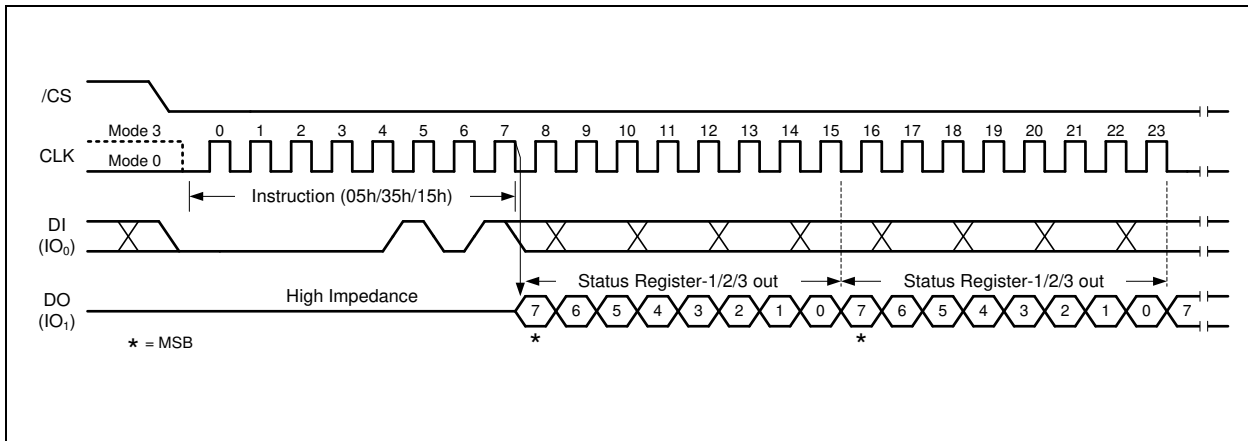 /CS
Mode 3 0 1 2 3 4 5 6 7 8 9 10 11 12 13 14 15 16 17 18 19 20 21 22 23
CLK
Mode 0
Instruction (05h/35h/15h)
DI
(IO₀)
Status Register-1/2/3 out Status Register-1/2/3 out
High Impedance
DO
(IO₁)
7 6 5 4 3 2 1 0 7 6 5 4 3 2 1 0 7
* *
* = MSB